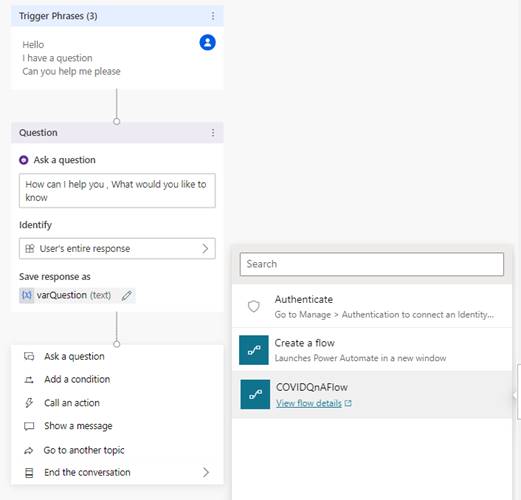 Trigger Phrases (3)
Hello
I have a question
Can you help me please
Question
Ask a question
How can I help you , What would you like to
know
Identify
User's entire response
Save response as
{x} varQuestion (text)
Ask a question
Add a condition
Call an action
Show a message
Go to another topic
End the conversation
Search
Authenticate
Go to Manage > Authentication to connect an Identity...
Create a flow
Launches Power Automate in a new window
COVIDQnAFlow
View flow details